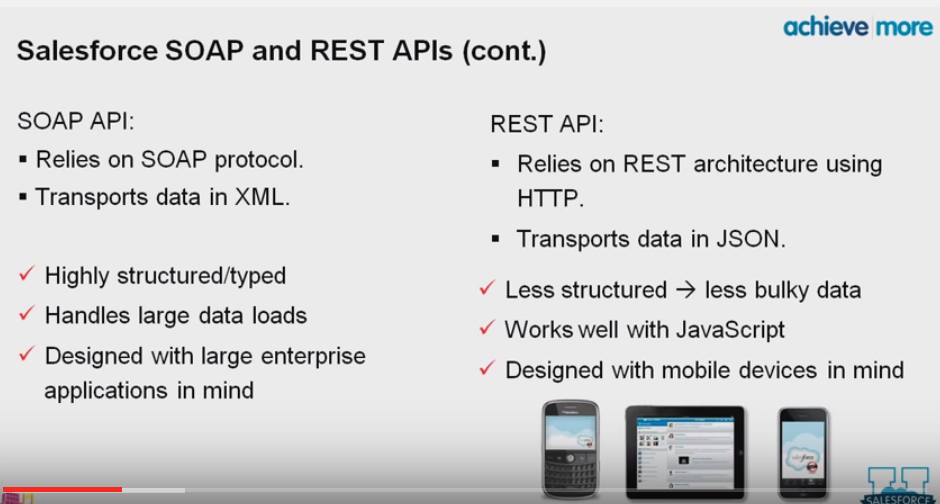 achieve more
Salesforce SOAP and REST APIs (cont.)
SOAP API:
▪ Relies on SOAP protocol.
▪ Transports data in XML.
✓ Highly structured/typed
✓ Handles large data loads
✓ Designed with large enterprise
applications in mind
REST API:
▪ Relies on REST architecture using
HTTP.
▪ Transports data in JSON.
✓ Less structured → less bulky data
✓ Works well with JavaScript
✓ Designed with mobile devices in mind
SALESFORCE